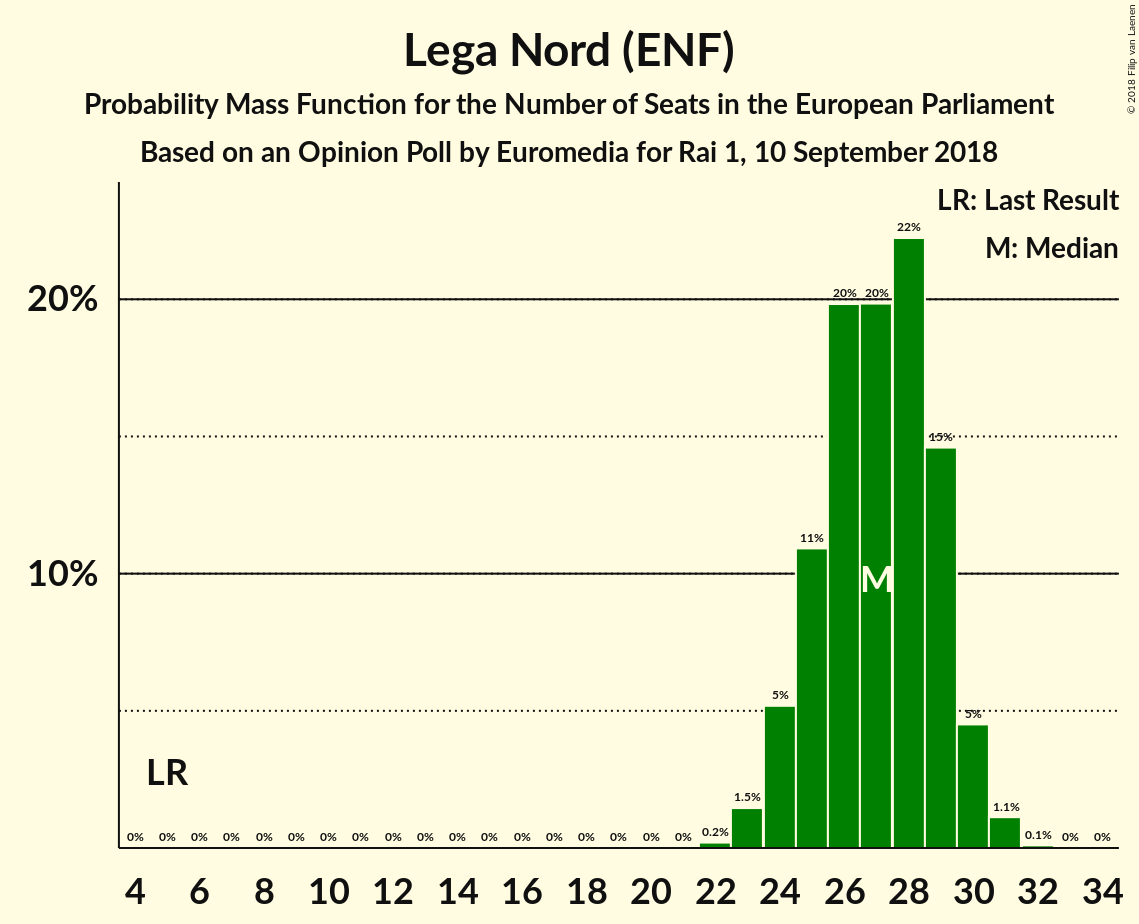 Lega Nord (ENF)
Probability Mass Function for the Number of Seats in the European Parliament
Based on an Opinion Poll by Euromedia for Rai 1, 10 September 2018
© 2018 Filip van Laenen
LR: Last Result
M: Median
20%
10%
LR
M
0% 0% 0% 0% 0% 0% 0% 0% 0% 0% 0% 0% 0% 0% 0% 0% 0% 0% 0.2% 1.5% 5% 11% 20% 20% 22% 15% 5% 1.1% 0.1% 0% 0%
4 6 8 10 12 14 16 18 20 22 24 26 28 30 32 34